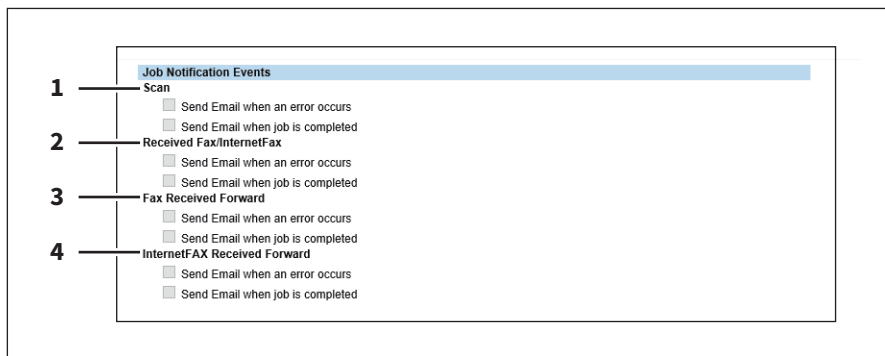 Job Notification Events
1 Scan
Send Email when an error occurs
Send Email when job is completed
2 Received Fax/InternetFax
Send Email when an error occurs
Send Email when job is completed
3 Fax Received Forward
Send Email when an error occurs
Send Email when job is completed
4 InternetFAX Received Forward
Send Email when an error occurs
Send Email when job is completed